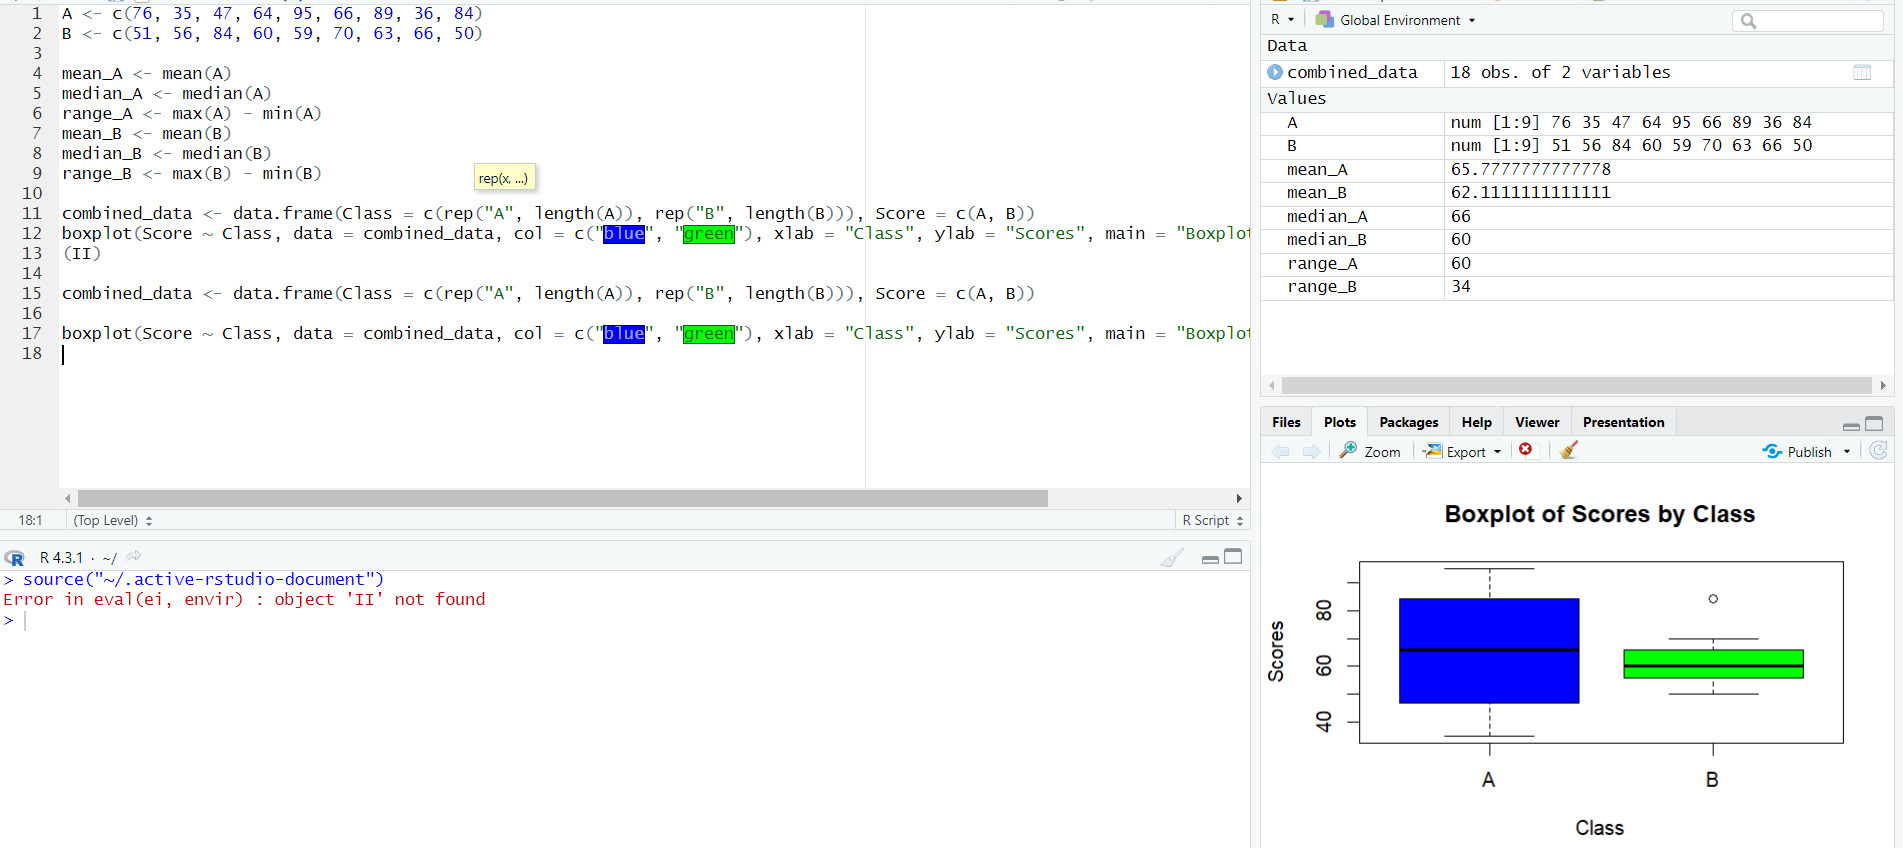 1 A <- c(76, 35, 47, 64, 95, 66, 89, 36, 84)
2 B <- c(51, 56, 84, 60, 59, 70, 63, 66, 50)
3
4 mean_A <- mean(A)
5 median_A <- median(A)
6 range_A <- max(A) - min(A)
7 mean_B <- mean(B)
8 median_B <- median(B)
9 range_B <- max(B) - min(B)
rep(x, ...)
10
11 combined_data <- data.frame(Class = c(rep("A", length(A)), rep("B", length(B))), Score = c(A, B))
12 boxplot(Score ~ Class, data = combined_data, col = c("blue", "green"), xlab = "Class", ylab = "Scores", main = "Boxplot
13 (II)
14
15 combined_data <- data.frame(Class = c(rep("A", length(A)), rep("B", length(B))), Score = c(A, B))
16
17 boxplot(Score ~ Class, data = combined_data, col = c("blue", "green"), xlab = "Class", ylab = "Scores", main = "Boxplot
18
18:1 (Top Level) R Script
R 4.3.1 · ~/
> source("~/.active-rstudio-document")
Error in eval(ei, envir) : object 'II' not found
>
R Global Environment
Data
combined_data 18 obs. of 2 variables
Values
A num [1:9] 76 35 47 64 95 66 89 36 84
B num [1:9] 51 56 84 60 59 70 63 66 50
mean_A 65.7777777777778
mean_B 62.1111111111111
median_A 66
median_B 60
range_A 60
range_B 34
Files Plots Packages Help Viewer Presentation
Zoom Export Publish
Boxplot of Scores by Class
Scores
80
60
40
A B
Class